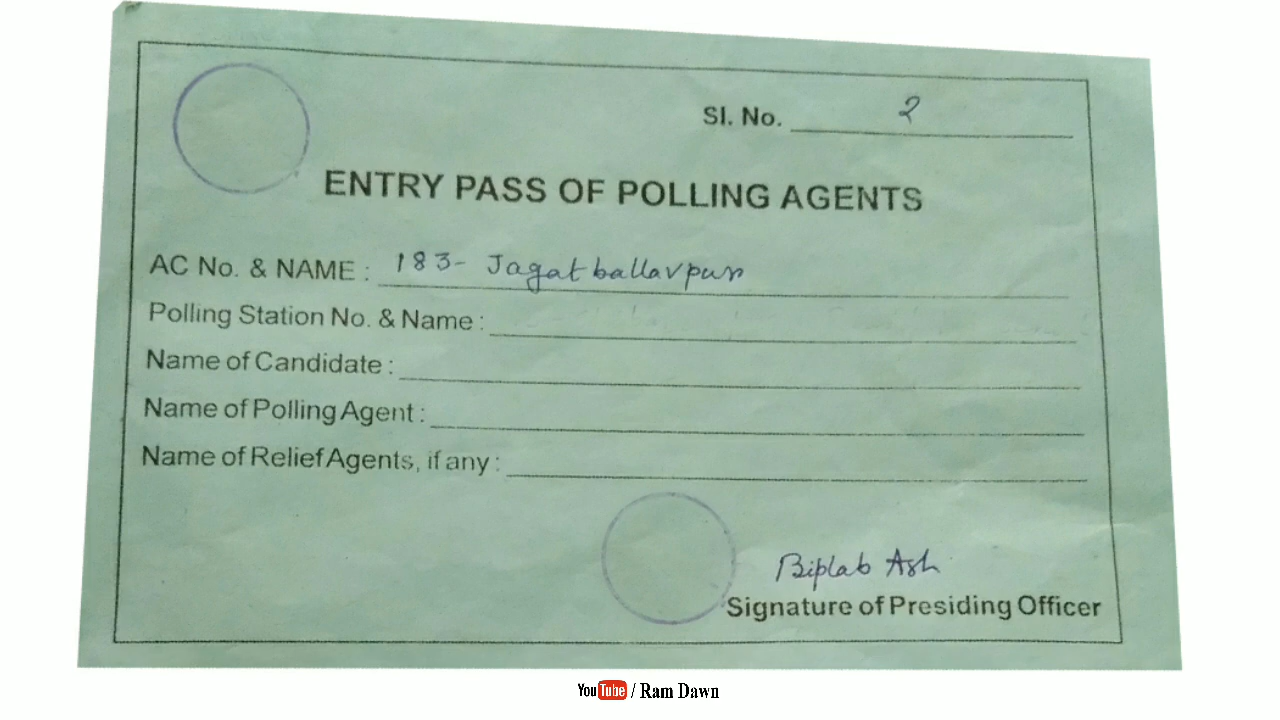 Sl. No. 2
ENTRY PASS OF POLLING AGENTS
AC No. & NAME : 183- Jagatballavpur
Polling Station No. & Name :
Name of Candidate :
Name of Polling Agent :
Name of Relief Agents, if any :
Biplab Ash
Signature of Presiding Officer
YouTube / Ram Dawn